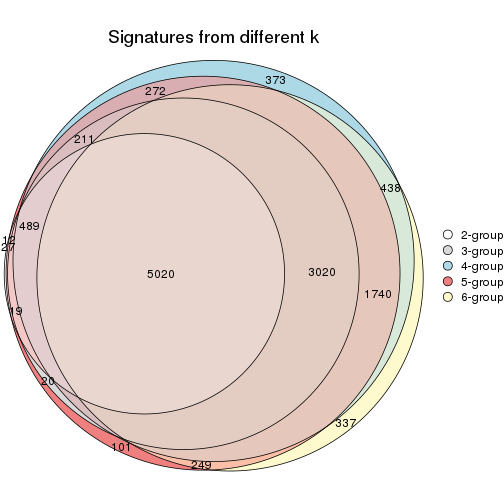 Signatures from different k
373
272
211
438
489
12
27
5020
3020
1740
19
20
337
101
249
2-group
3-group
4-group
5-group
6-group